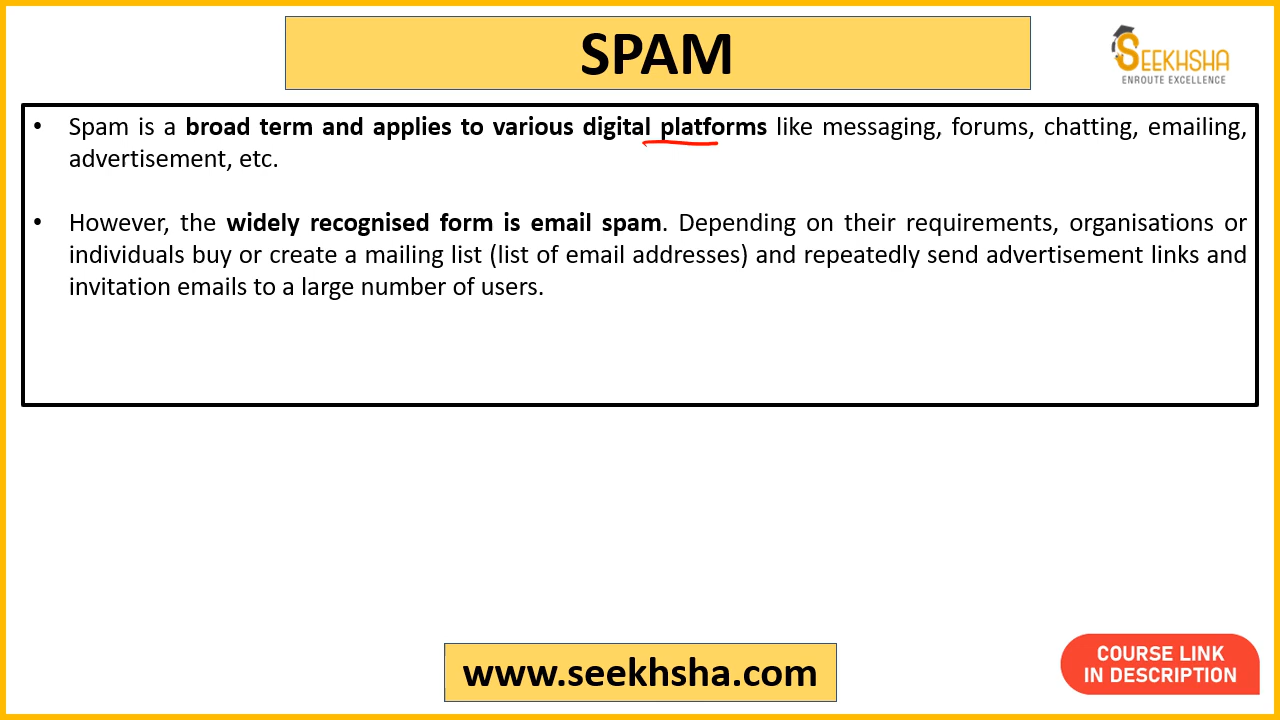 SPAM
SEEKHSHA
ENROUTE EXCELLENCE
• Spam is a broad term and applies to various digital platforms like messaging, forums, chatting, emailing,
advertisement, etc.
• However, the widely recognised form is email spam. Depending on their requirements, organisations or
individuals buy or create a mailing list (list of email addresses) and repeatedly send advertisement links and
invitation emails to a large number of users.
www.seekhsha.com
COURSE LINK
IN DESCRIPTION